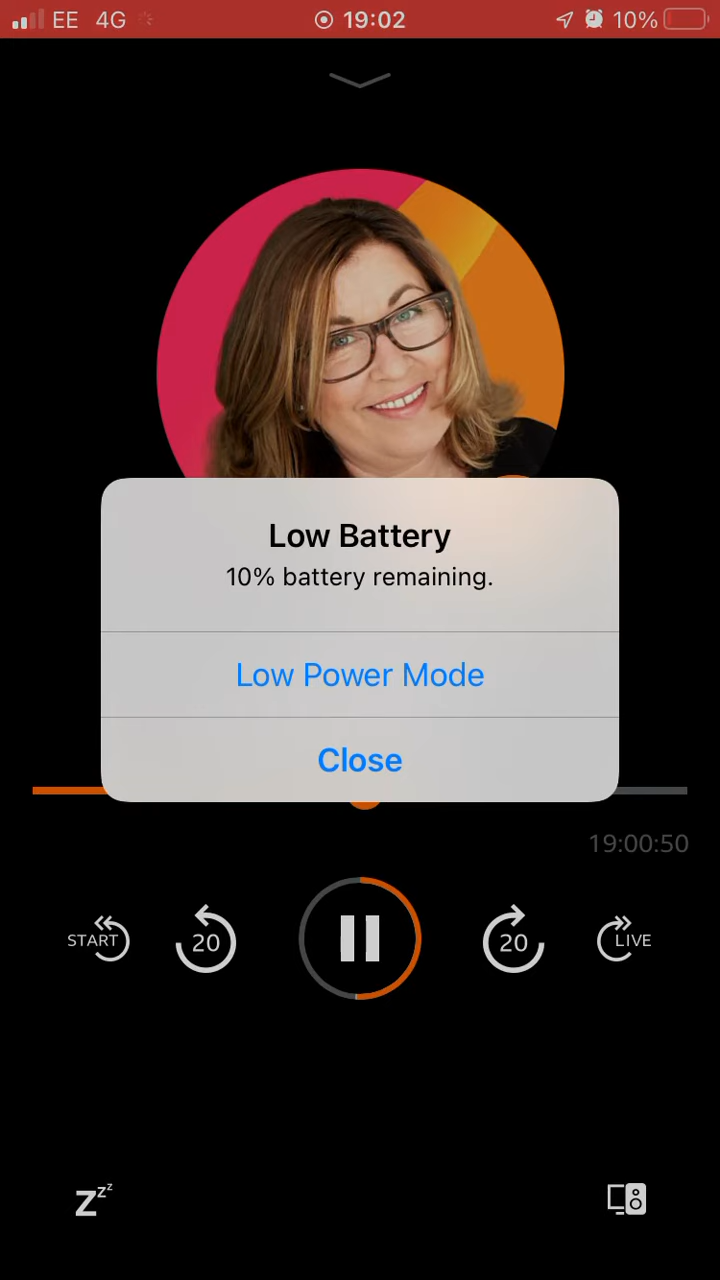 EE 4G 19:02 10%
Low Battery
10% battery remaining.
Low Power Mode
Close
19:00:50
START 20 20 LIVE
Zzz